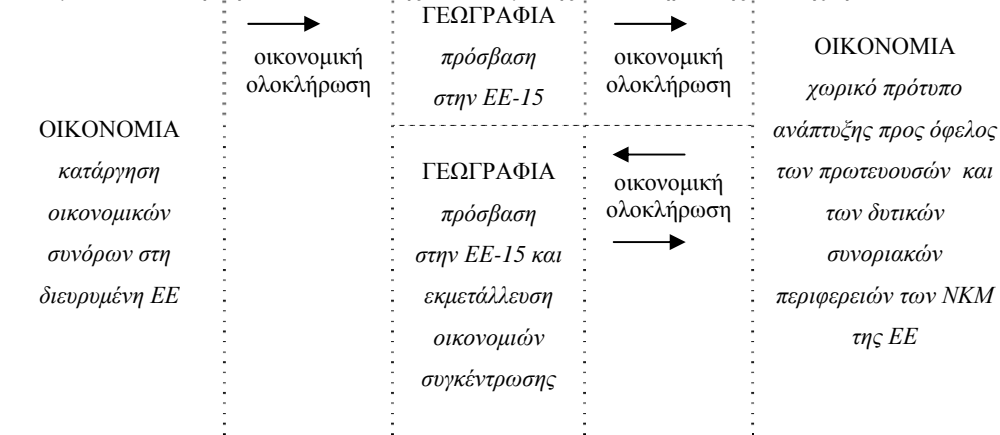 ΟΙΚΟΝΟΜΙΑ
κατάργηση
οικονομικών
συνόρων στη
διευρυμένη ΕΕ
οικονομική
ολοκλήρωση
ΓΕΩΓΡΑΦΙΑ
πρόσβαση
στην ΕΕ-15
οικονομική
ολοκλήρωση
ΓΕΩΓΡΑΦΙΑ
πρόσβαση
στην ΕΕ-15 και
εκμετάλλευση
οικονομιών
συγκέντρωσης
οικονομική
ολοκλήρωση
ΟΙΚΟΝΟΜΙΑ
χωρικό πρότυπο
ανάπτυξης προς όφελος
των πρωτευουσών και
των δυτικών
συνοριακών
περιφερειών των ΝΚΜ
της ΕΕ